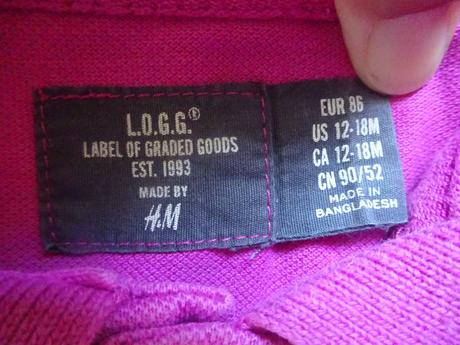 L.O.G.G.®
LABEL OF GRADED GOODS
EST. 1993
MADE BY
H&M
EUR 86
US 12-18M
CA 12-18M
CN 90/52
MADE IN
BANGLADESH